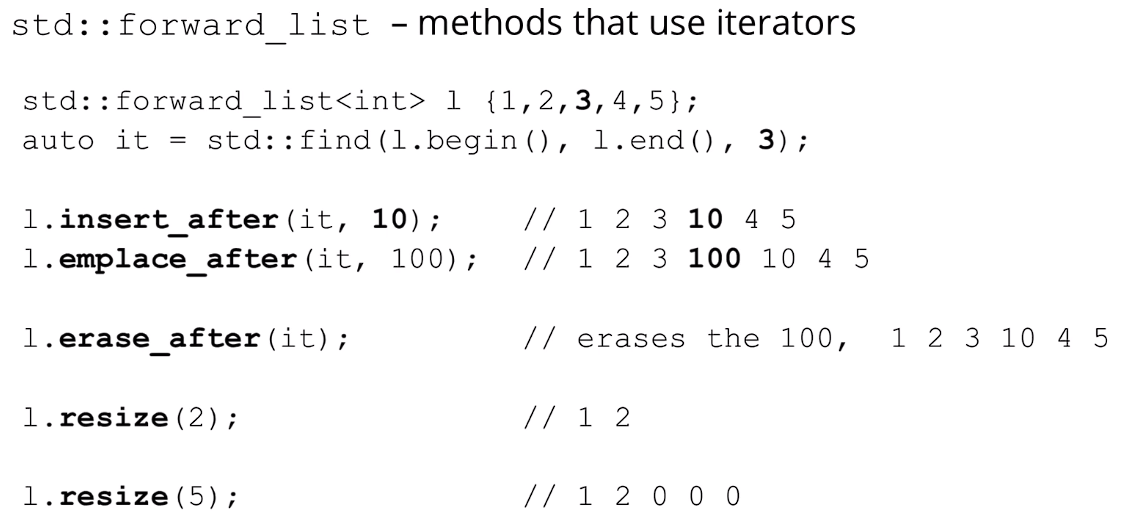 std::forward_list – methods that use iterators
std::forward_list<int> l {1,2,3,4,5};
auto it = std::find(l.begin(), l.end(), 3);
l.insert_after(it, 10); // 1 2 3 10 4 5
l.emplace_after(it, 100); // 1 2 3 100 10 4 5
l.erase_after(it); // erases the 100, 1 2 3 10 4 5
l.resize(2); // 1 2
l.resize(5); // 1 2 0 0 0